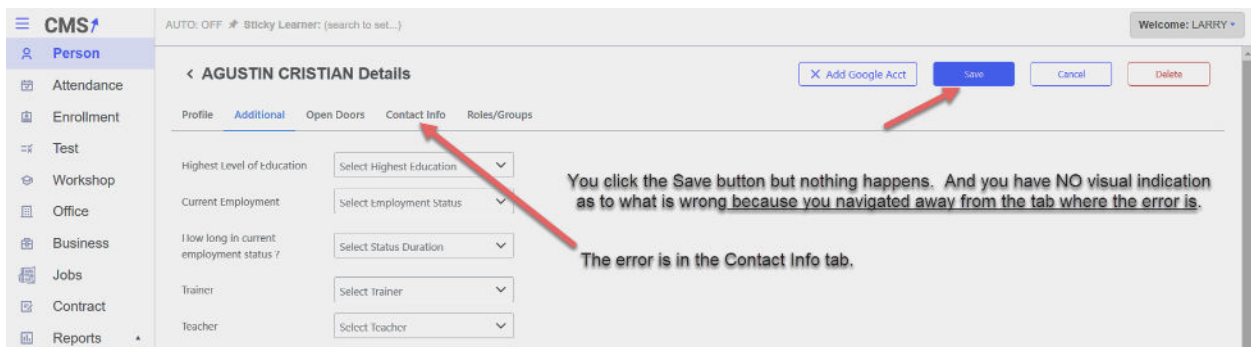 CMS
AUTO: OFF Sticky Learner: (search to set...)
Welcome: LARRY
Person
Attendance
Enrollment
Test
Workshop
Office
Business
Jobs
Contract
Reports
< AGUSTIN CRISTIAN Details
X Add Google Acct
Save
Cancel
Delete
Profile Additional Open Doors Contact Info Roles/Groups
Highest Level of Education Select Highest Education
Current Employment Select Employment Status
How long in current
employment status ? Select Status Duration
Trainer Select Trainer
Teacher Select Teacher
You click the Save button but nothing happens. And you have NO visual indication
as to what is wrong because you navigated away from the tab where the error is.
The error is in the Contact Info tab.